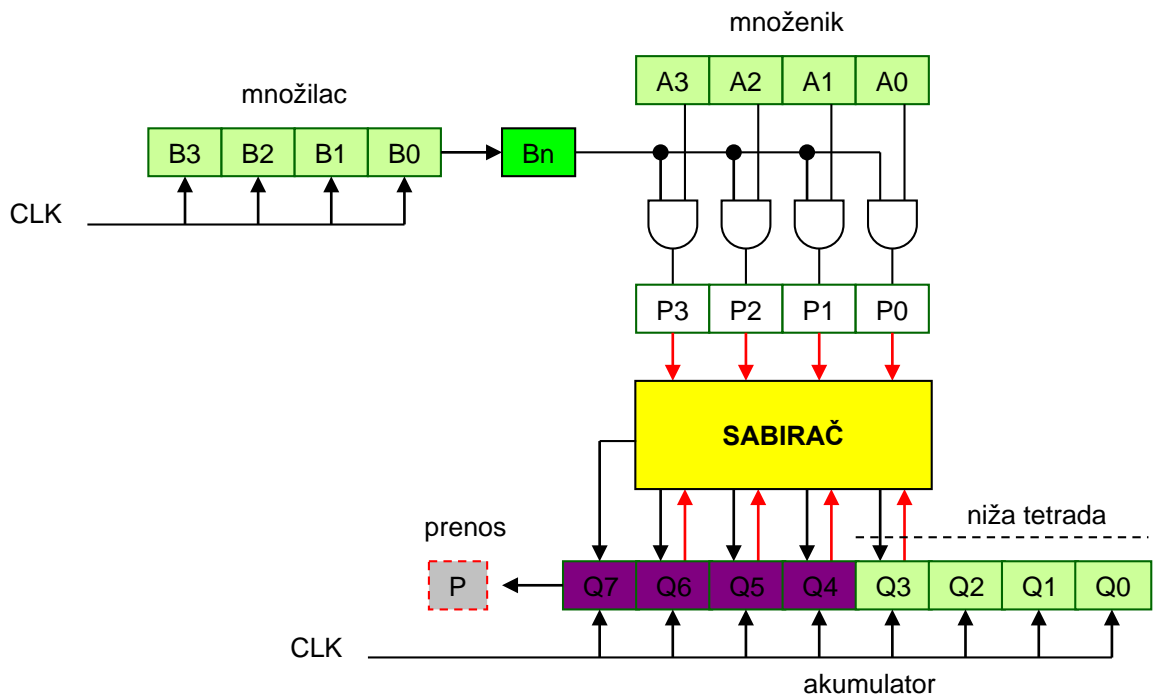 množenik
A3 A2 A1 A0
množilac
B3 B2 B1 B0
Bn
CLK
P3 P2 P1 P0
SABIRAČ
niža tetrada
prenos
P
Q7 Q6 Q5 Q4 Q3 Q2 Q1 Q0
CLK
akumulator